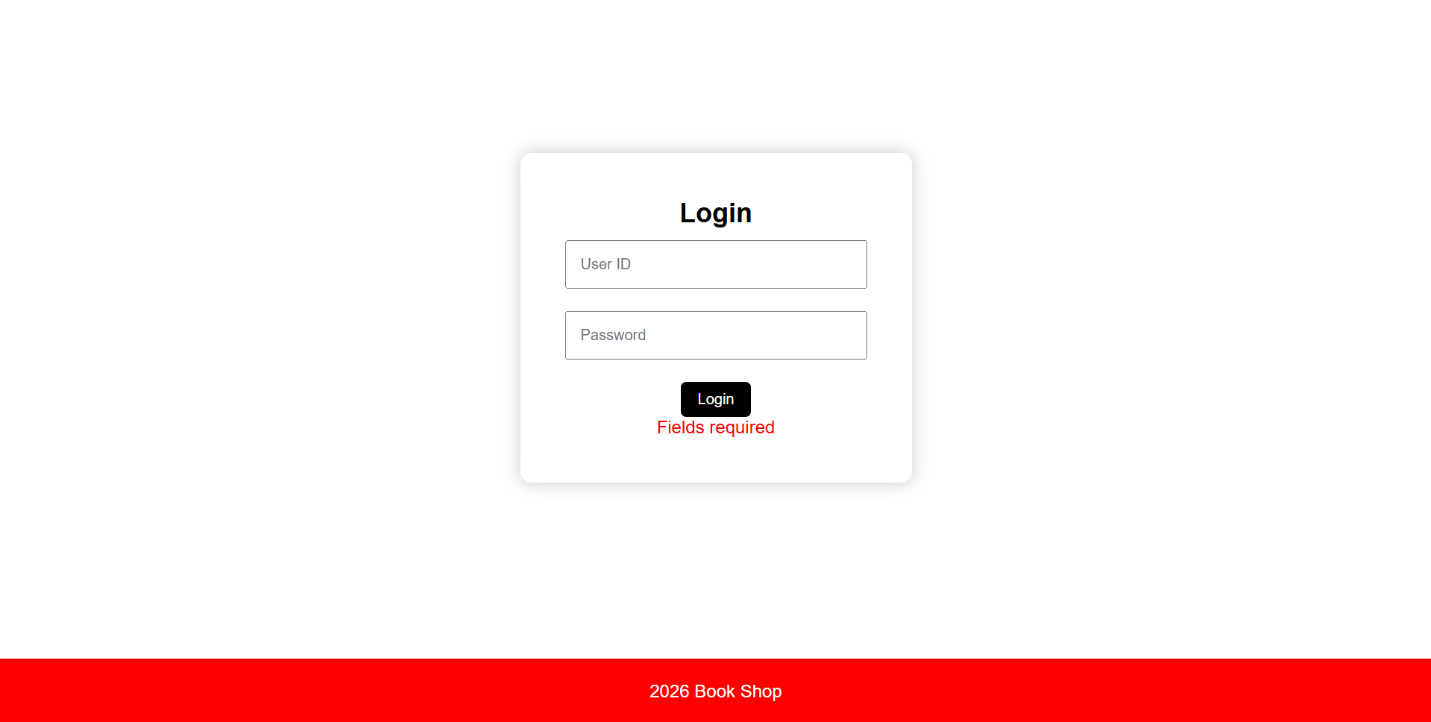 Login
User ID
Password
Login
Fields required
2026 Book Shop